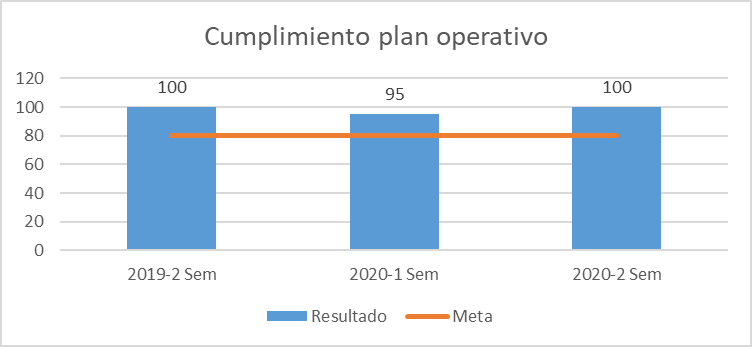 Cumplimiento plan operativo
120
100
80
60
40
20
0
100
95
100
2019-2 Sem
2020-1 Sem
2020-2 Sem
Resultado
Meta